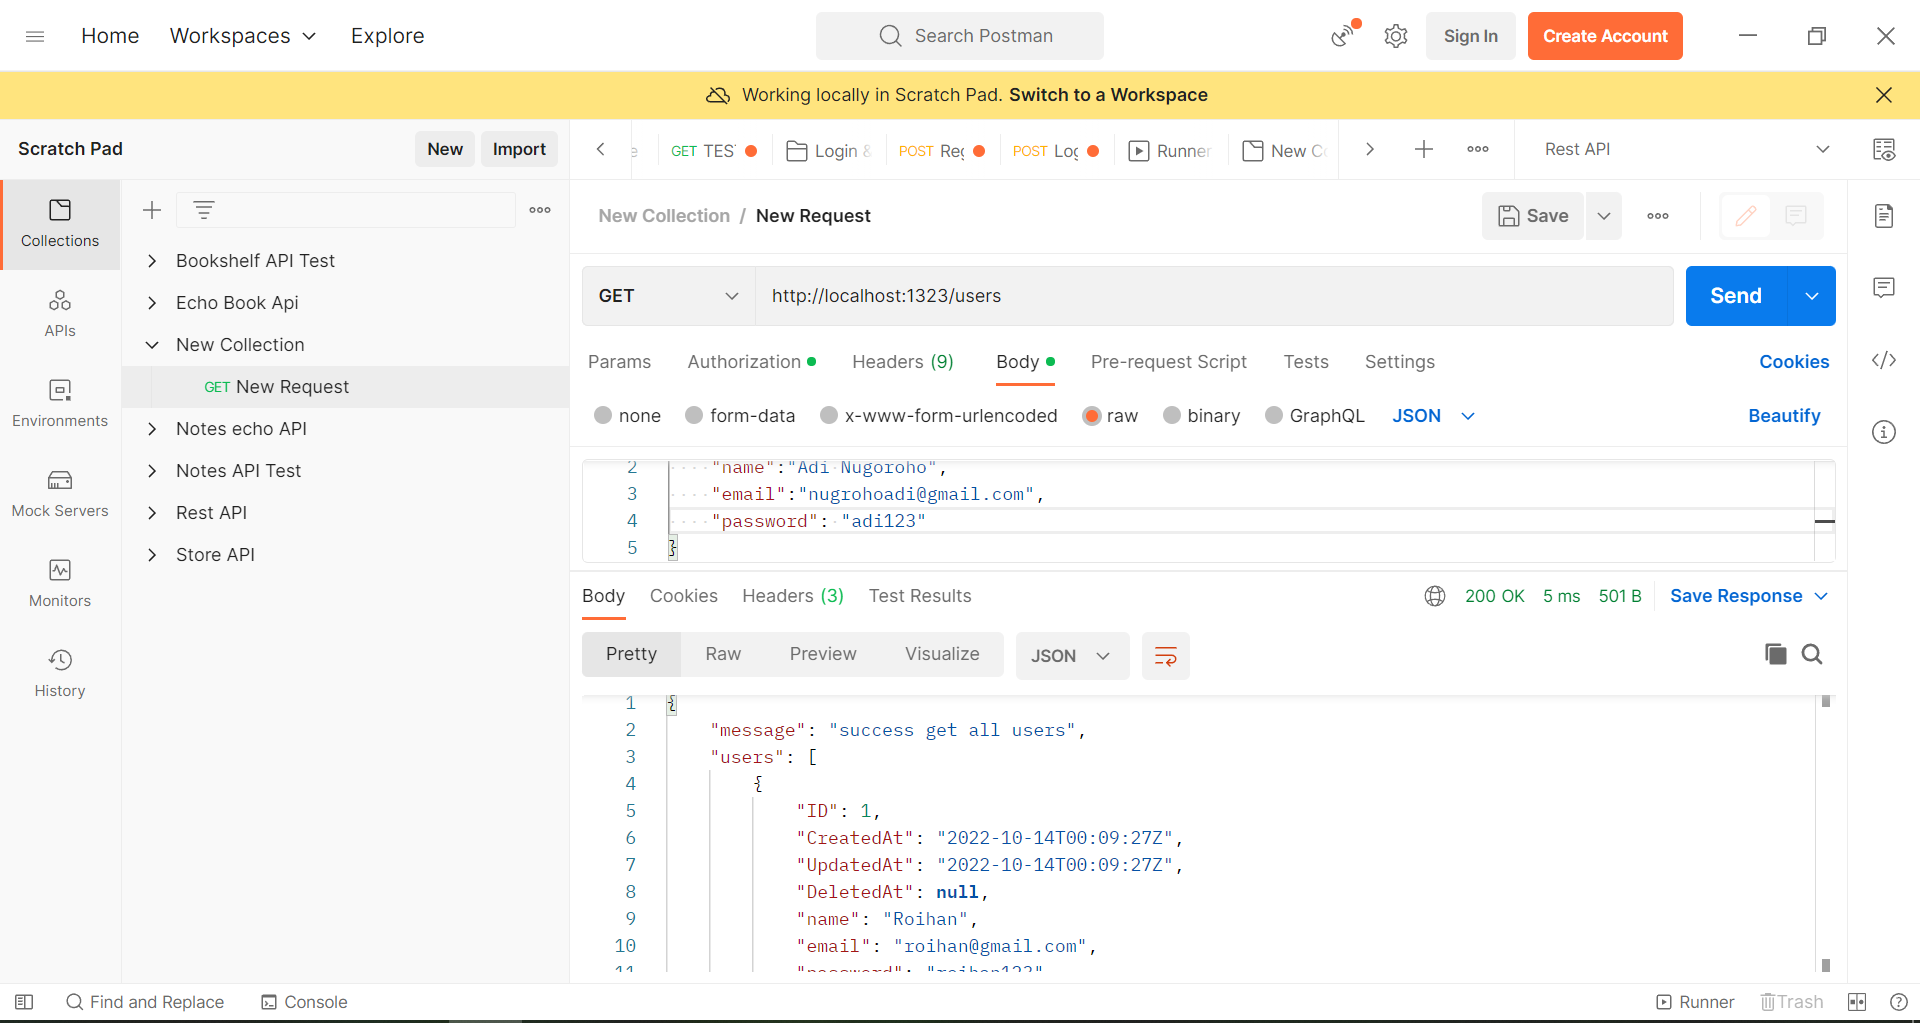 Home Workspaces Explore Search Postman Sign In Create Account
Working locally in Scratch Pad. Switch to a Workspace
Scratch Pad New Import
GET TES Login & POST Reg POST Log Runner New Co Rest API
Collections
APIs
Environments
Mock Servers
Monitors
History
Bookshelf API Test
Echo Book Api
New Collection
GET New Request
Notes echo API
Notes API Test
Rest API
Store API
New Collection / New Request Save
GET http://localhost:1323/users Send
Params Authorization Headers (9) Body Pre-request Script Tests Settings Cookies
none form-data x-www-form-urlencoded raw binary GraphQL JSON Beautify
2 "name":"Adi Nugoroho",
3 "email":"nugrohoadi@gmail.com",
4 "password": "adi123"
5 }
Body Cookies Headers (3) Test Results 200 OK 5 ms 501 B Save Response
Pretty Raw Preview Visualize JSON
1 {
2 "message": "success get all users",
3 "users": [
4 {
5 "ID": 1,
6 "CreatedAt": "2022-10-14T00:09:27Z",
7 "UpdatedAt": "2022-10-14T00:09:27Z",
8 "DeletedAt": null,
9 "name": "Roihan",
10 "email": "roihan@gmail.com",
11 "password": "roihan123"
Find and Replace Console Runner Trash